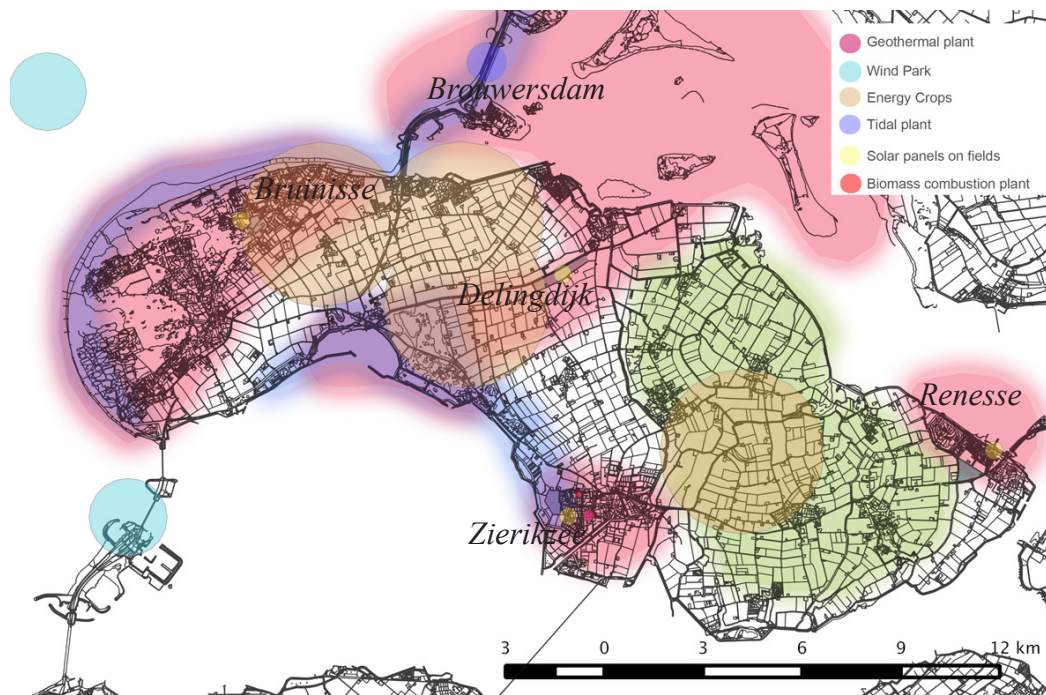 Geothermal plant
Wind Park
Energy Crops
Tidal plant
Solar panels on fields
Biomass combustion plant
Brouwersdam
Bruinisse
Delingdijk
Renesse
Zierikzee
3 0 3 6 9 12 km